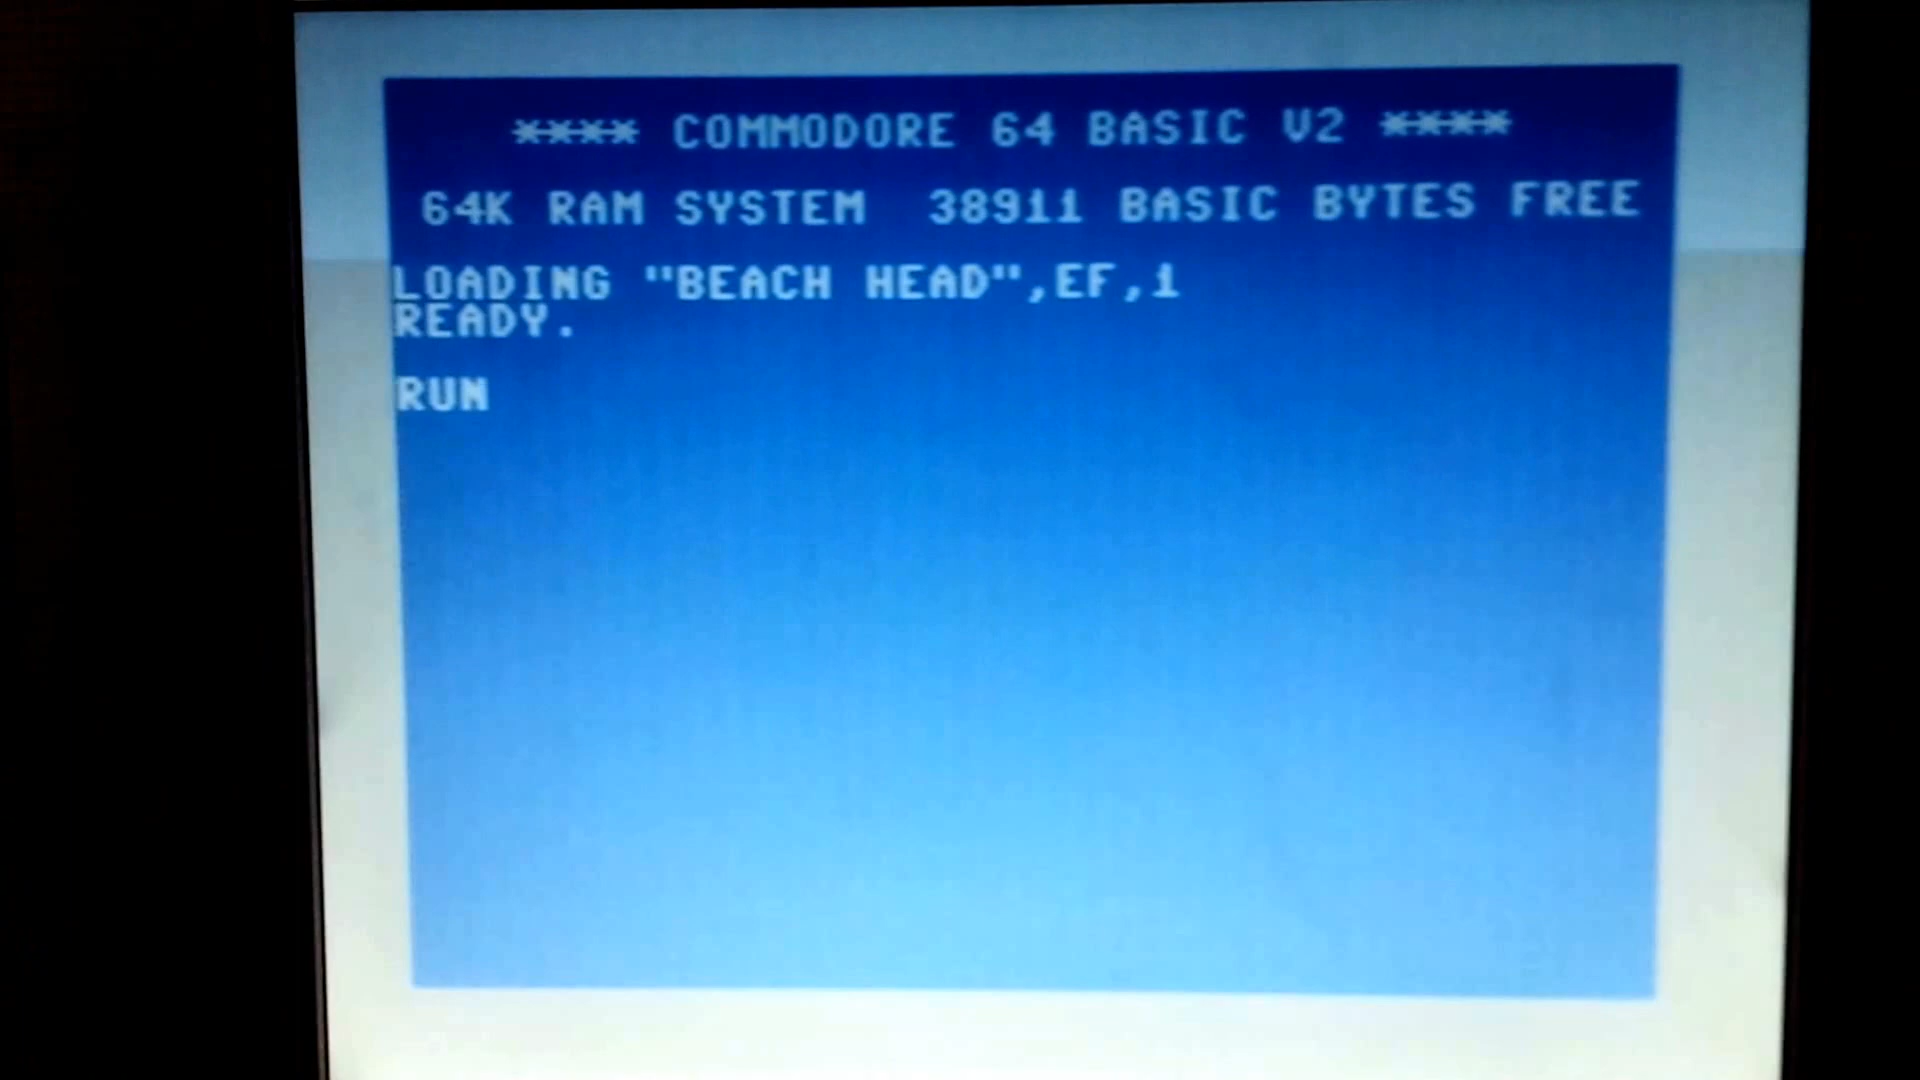 **** COMMODORE 64 BASIC V2 ****
64K RAM SYSTEM  38911 BASIC BYTES FREE
LOADING "BEACH HEAD",EF,1
READY.
RUN